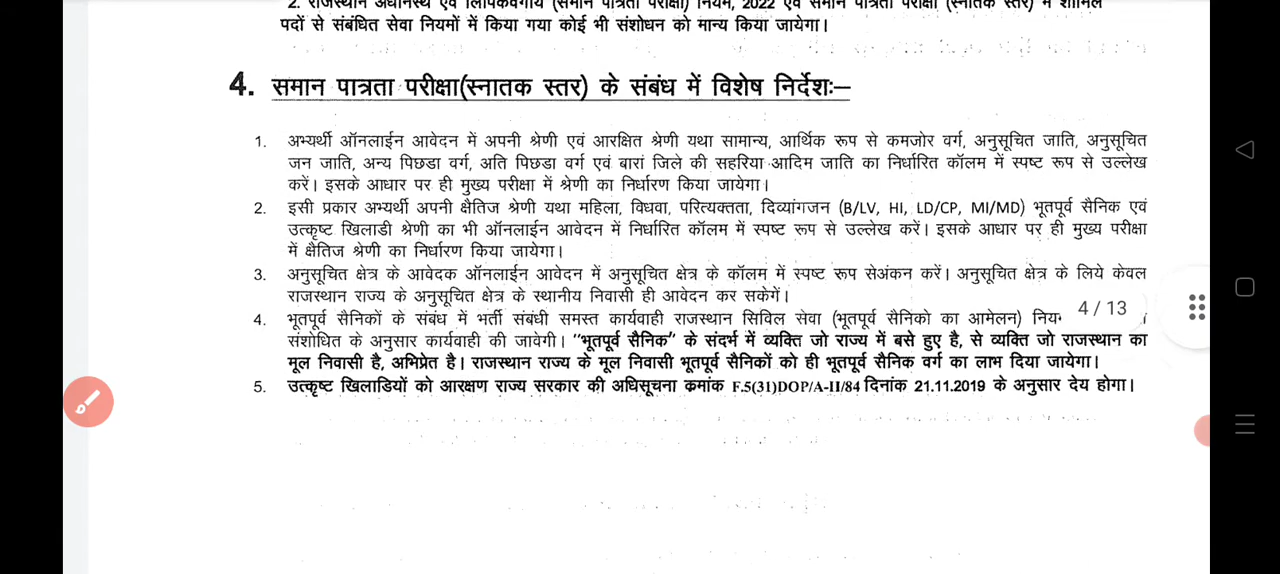 2. राजस्थान अधीनस्थ एवं लिपिकवर्गीय (समान पात्रता परीक्षा) नियम, 2022 एवं समान पात्रता परीक्षा (स्नातक स्तर) में शामिल
पदों से संबंधित सेवा नियमों में किया गया कोई भी संशोधन को मान्य किया जायेगा।
4. समान पात्रता परीक्षा(स्नातक स्तर) के संबंध में विशेष निर्देशः–
1. अभ्यर्थी ऑनलाईन आवेदन में अपनी श्रेणी एवं आरक्षित श्रेणी यथा सामान्य, आर्थिक रूप से कमजोर वर्ग, अनुसूचित जाति, अनुसूचित
जन जाति, अन्य पिछडा वर्ग, अति पिछडा वर्ग एवं बारां जिले की सहरिया आदिम जाति का निर्धारित कॉलम में स्पष्ट रूप से उल्लेख
करें। इसके आधार पर ही मुख्य परीक्षा में श्रेणी का निर्धारण किया जायेगा।
2. इसी प्रकार अभ्यर्थी अपनी क्षैतिज श्रेणी यथा महिला, विधवा, परित्यक्तता, दिव्यांगजन (B/LV, HI, LD/CP, MI/MD) भूतपूर्व सैनिक एवं
उत्कृष्ट खिलाडी श्रेणी का भी ऑनलाईन आवेदन में निर्धारित कॉलम में स्पष्ट रूप से उल्लेख करें। इसके आधार पर ही मुख्य परीक्षा
में क्षैतिज श्रेणी का निर्धारण किया जायेगा।
3. अनुसूचित क्षेत्र के आवेदक ऑनलाईन आवेदन में अनुसूचित क्षेत्र के कॉलम में स्पष्ट रूप सेअंकन करें। अनुसूचित क्षेत्र के लिये केवल
राजस्थान राज्य के अनुसूचित क्षेत्र के स्थानीय निवासी ही आवेदन कर सकेगें।
4. भूतपूर्व सैनिकों के संबंध में भर्ती संबंधी समस्त कार्यवाही राजस्थान सिविल सेवा (भूतपूर्व सैनिको का आमेलन) 4 / 13
संशोधित के अनुसार कार्यवाही की जावेगी। "भूतपूर्व सैनिक" के संदर्भ में व्यक्ति जो राज्य में बसे हुए है, से व्यक्ति जो राजस्थान का
मूल निवासी है, अभिप्रेत है। राजस्थान राज्य के मूल निवासी भूतपूर्व सैनिकों को ही भूतपूर्व सैनिक वर्ग का लाभ दिया जायेगा।
5. उत्कृष्ट खिलाडियों को आरक्षण राज्य सरकार की अधिसूचना क्रमांक F.5(31)DOP/A-II/84 दिनांक 21.11.2019 के अनुसार देय होगा।